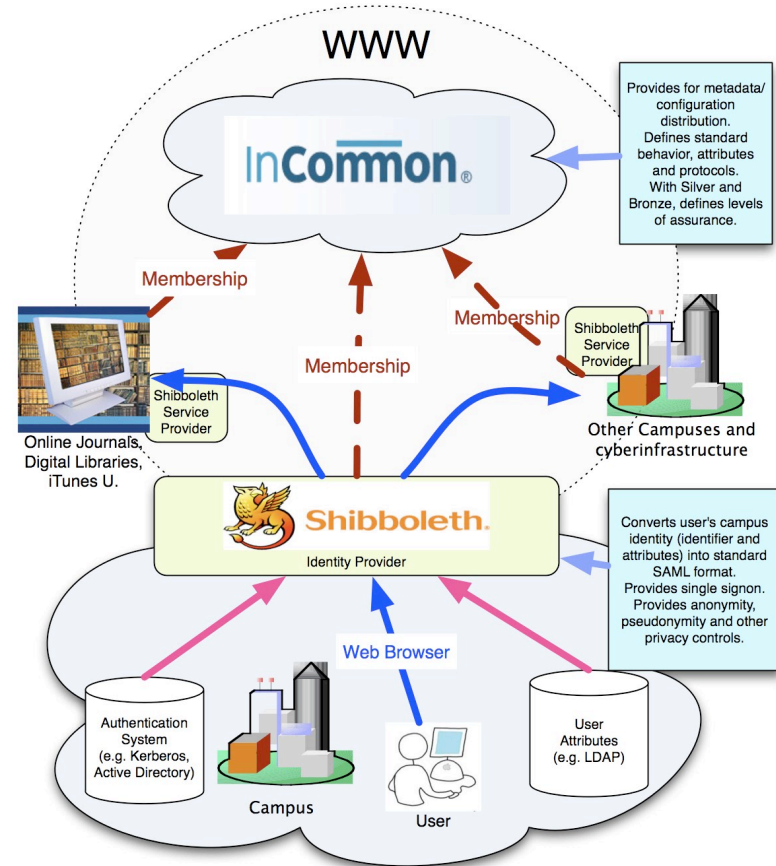 WWW
InCommon®
Provides for metadata/
configuration
distribution.
Defines standard
behavior, attributes
and protocols.
With Silver and
Bronze, defines levels
of assurance.
Membership
Membership
Membership
Shibboleth
Service
Provider
Shibboleth
Service
Provider
Online Journals,
Digital Libraries,
iTunes U.
Other Campuses and
cyberinfrastructure
Shibboleth®
Identity Provider
Converts user's campus
identity (identifier and
attributes) into standard
SAML format.
Provides single signon.
Provides anonymity,
pseudonymity and other
privacy controls.
Web Browser
Authentication
System
(e.g. Kerberos,
Active Directory)
Campus
User
User
Attributes
(e.g. LDAP)